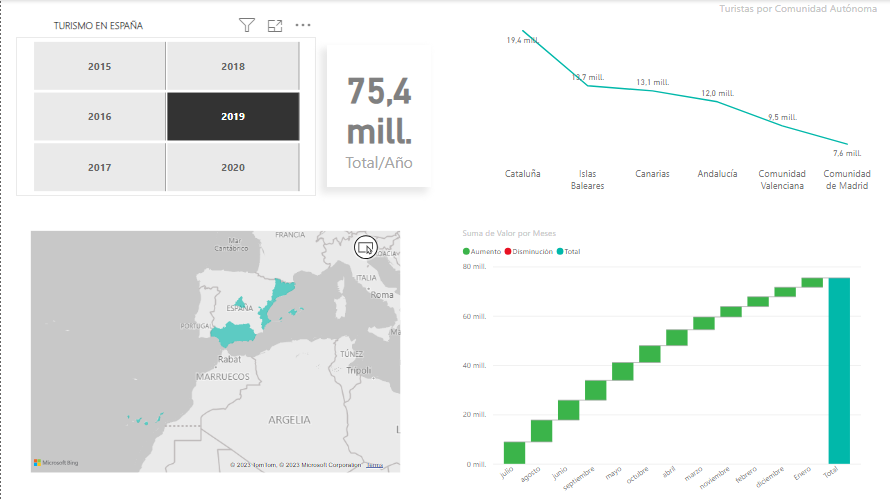 Turistas por Comunidad Autónoma
TURISMO EN ESPAÑA
2015
2018
2016
2019
2017
2020
75,4
mill.
Total/Año
19,4 mill.
13,7 mill.
13,1 mill.
12,0 mill.
9,5 mill.
7,6 mill.
Cataluña
Islas
Baleares
Canarias
Andalucía
Comunidad
Valenciana
Comunidad
de Madrid
FRANCIA
Mar
Cantábrico
ITALIA
Roma
ESPAÑA
PORTUGAL
TÚNEZ
Rabat
Trípoli
MARRUECOS
ARGELIA
Microsoft Bing
© 2023 TomTom, © 2023 Microsoft Corporation Terms
Suma de Valor por Meses
Aumento Disminución Total
80 mill.
60 mill.
40 mill.
20 mill.
0 mill.
julio
agosto
junio
septiembre
mayo
octubre
abril
marzo
noviembre
febrero
diciembre
Enero
Total